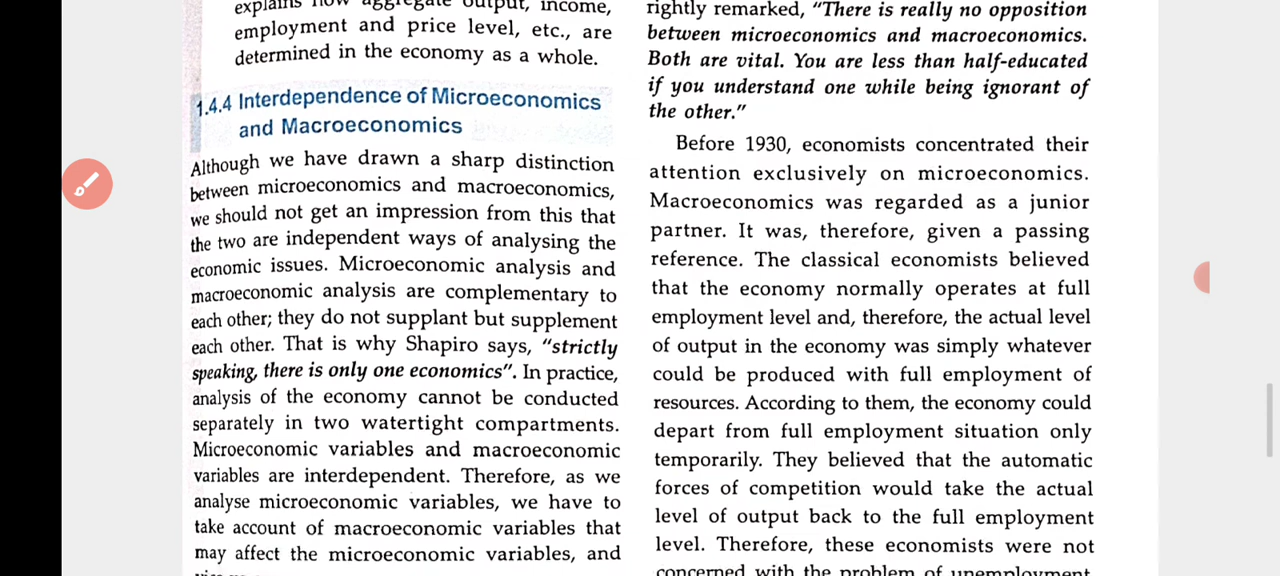 explains how aggregate output, income,
employment and price level, etc., are
determined in the economy as a whole.
1.4.4 Interdependence of Microeconomics
and Macroeconomics
Although we have drawn a sharp distinction
between microeconomics and macroeconomics,
we should not get an impression from this that
the two are independent ways of analysing the
economic issues. Microeconomic analysis and
macroeconomic analysis are complementary to
each other; they do not supplant but supplement
each other. That is why Shapiro says, “strictly
speaking, there is only one economics”. In practice,
analysis of the economy cannot be conducted
separately in two watertight compartments.
Microeconomic variables and macroeconomic
variables are interdependent. Therefore, as we
analyse microeconomic variables, we have to
take account of macroeconomic variables that
may affect the microeconomic variables, and
rightly remarked, “There is really no opposition
between microeconomics and macroeconomics.
Both are vital. You are less than half-educated
if you understand one while being ignorant of
the other.”
Before 1930, economists concentrated their
attention exclusively on microeconomics.
Macroeconomics was regarded as a junior
partner. It was, therefore, given a passing
reference. The classical economists believed
that the economy normally operates at full
employment level and, therefore, the actual level
of output in the economy was simply whatever
could be produced with full employment of
resources. According to them, the economy could
depart from full employment situation only
temporarily. They believed that the automatic
forces of competition would take the actual
level of output back to the full employment
level. Therefore, these economists were not
concerned with the problem of unemployment